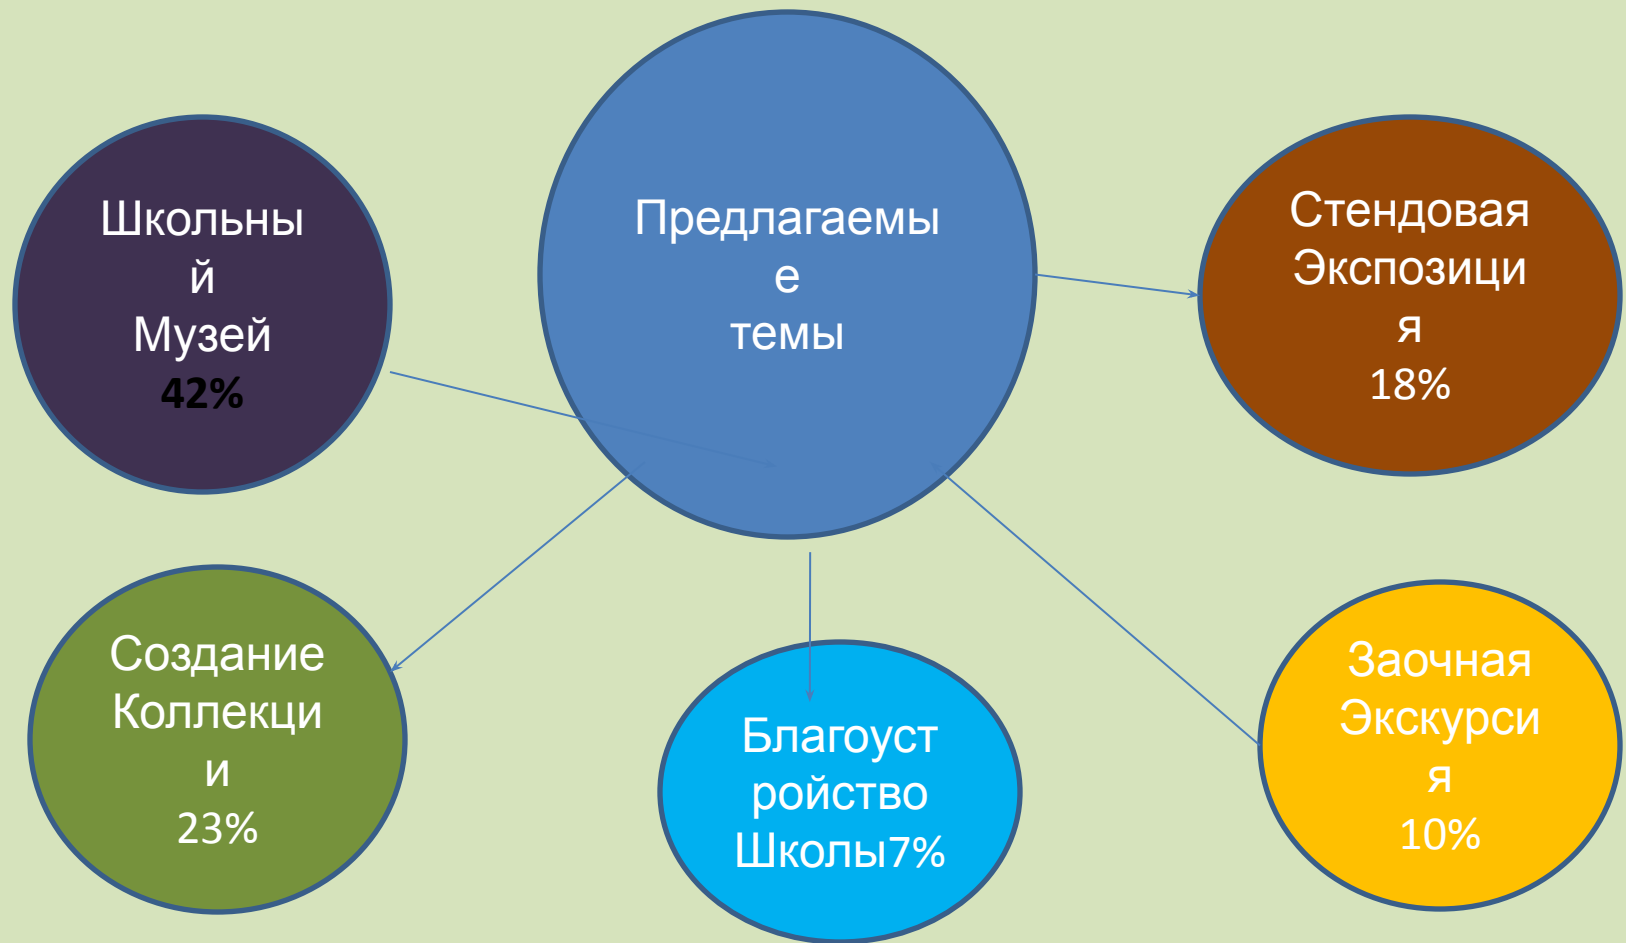 Школьны
й
Музей
42%
Предлагаемы
е
темы
Стендовая
Экспозици
я
18%
Создание
Коллекци
и
23%
Благоуст
ройство
Школы7%
Заочная
Экскурси
я
10%